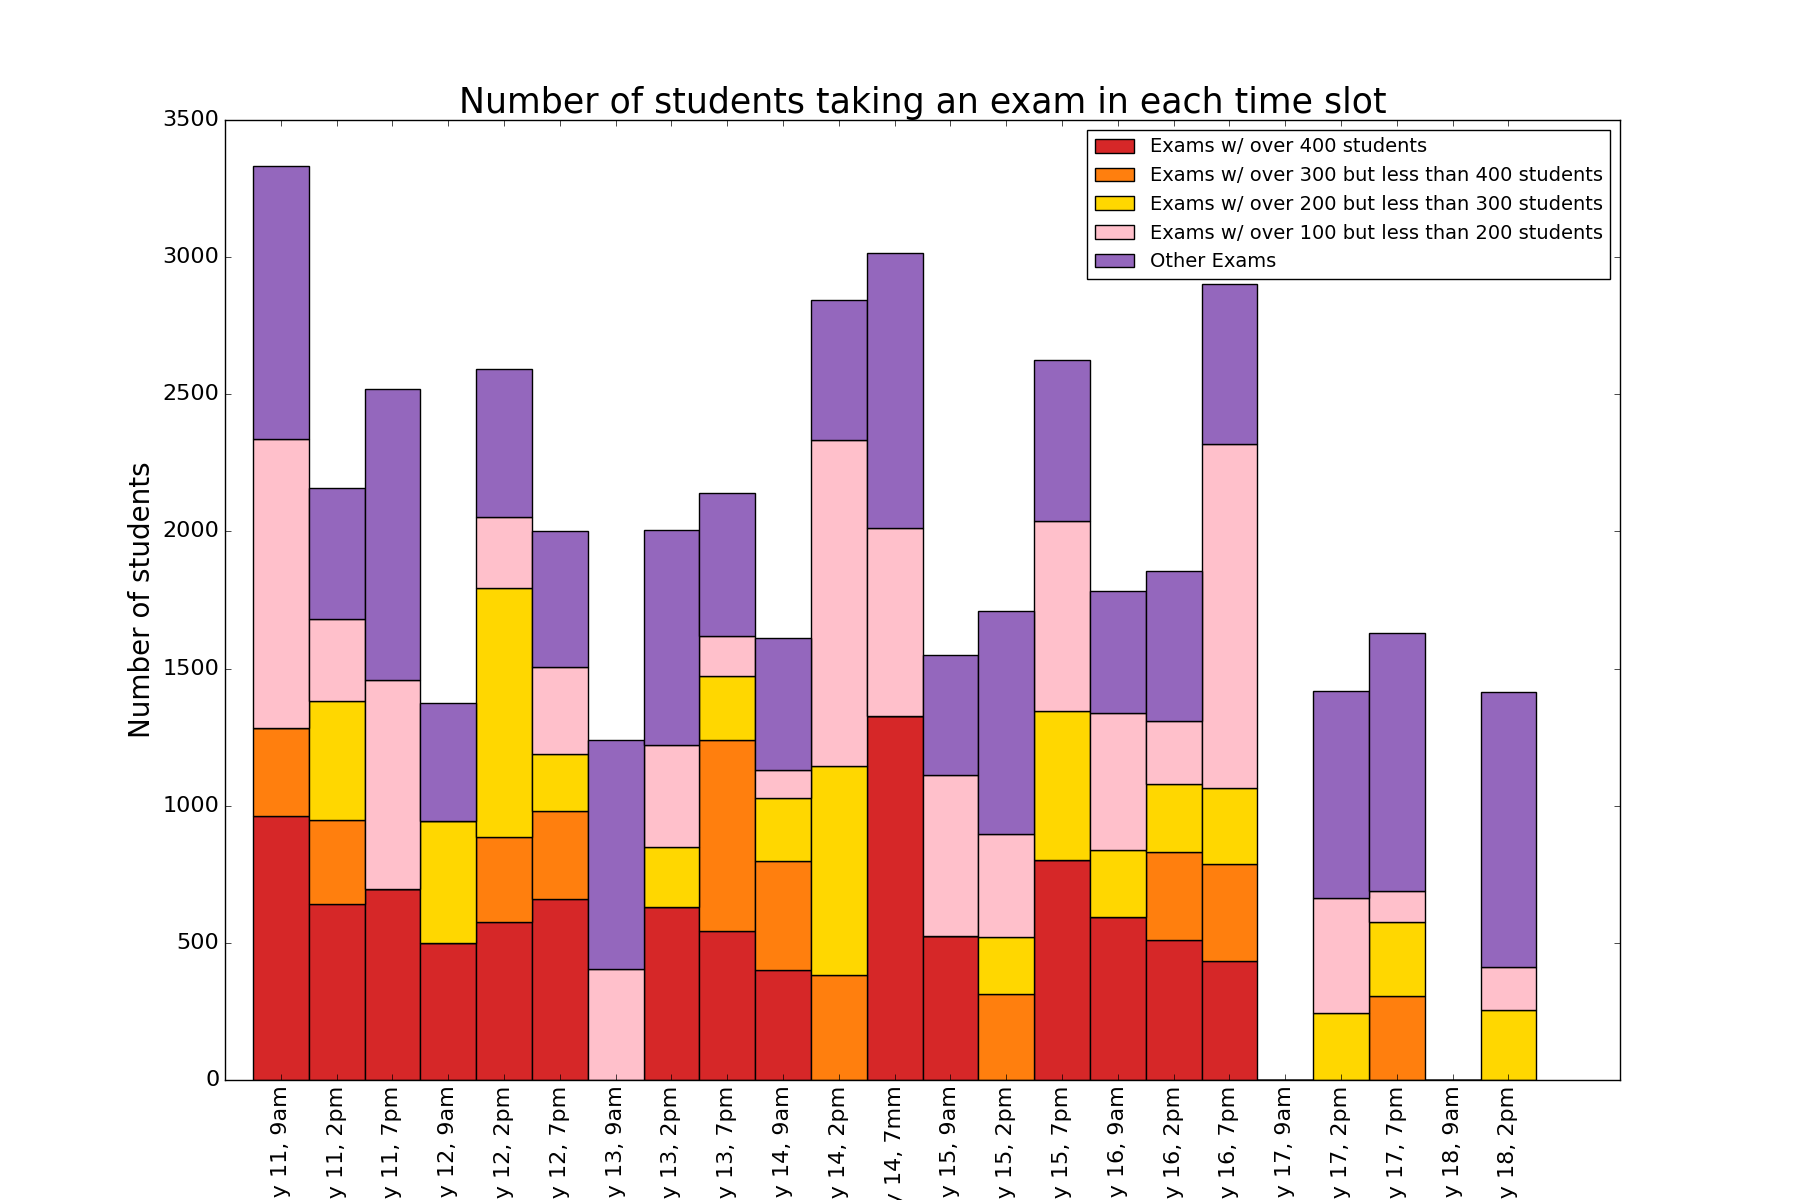 Number of students taking an exam in each time slot
Number of students
3500
3000
2500
2000
1500
1000
500
0
Exams w/ over 400 students
Exams w/ over 300 but less than 400 students
Exams w/ over 200 but less than 300 students
Exams w/ over 100 but less than 200 students
Other Exams
y 11, 9am
y 11, 2pm
y 11, 7pm
y 12, 9am
y 12, 2pm
y 12, 7pm
y 13, 9am
y 13, 2pm
y 13, 7pm
y 14, 9am
y 14, 2pm
y 14, 7mm
y 15, 9am
y 15, 2pm
y 15, 7pm
y 16, 9am
y 16, 2pm
y 16, 7pm
y 17, 9am
y 17, 2pm
y 17, 7pm
y 18, 9am
y 18, 2pm